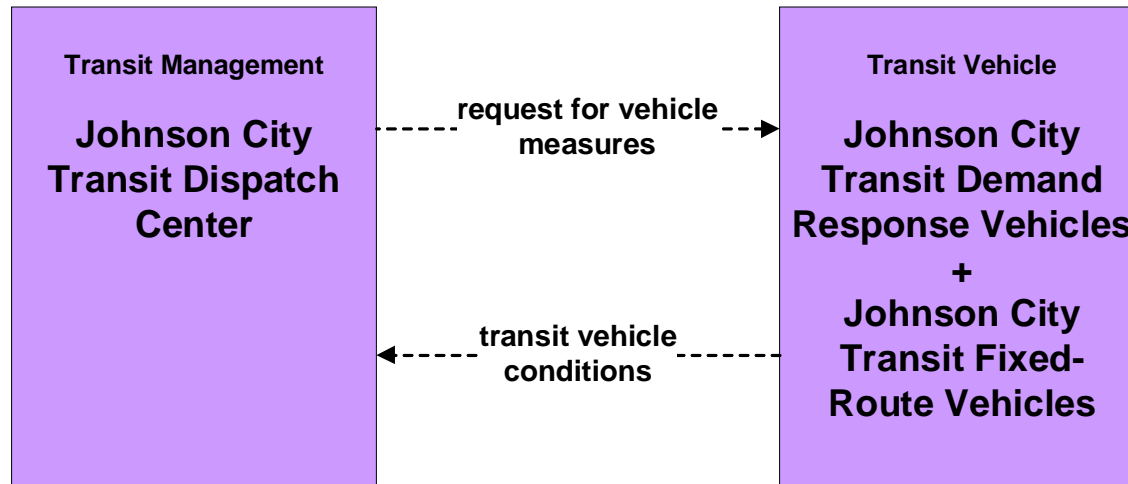 Transit Management
Johnson City
Transit Dispatch
Center
request for vehicle
measures
transit vehicle
conditions
Transit Vehicle
Johnson City
Transit Demand
Response Vehicles
+
Johnson City
Transit Fixed-
Route Vehicles